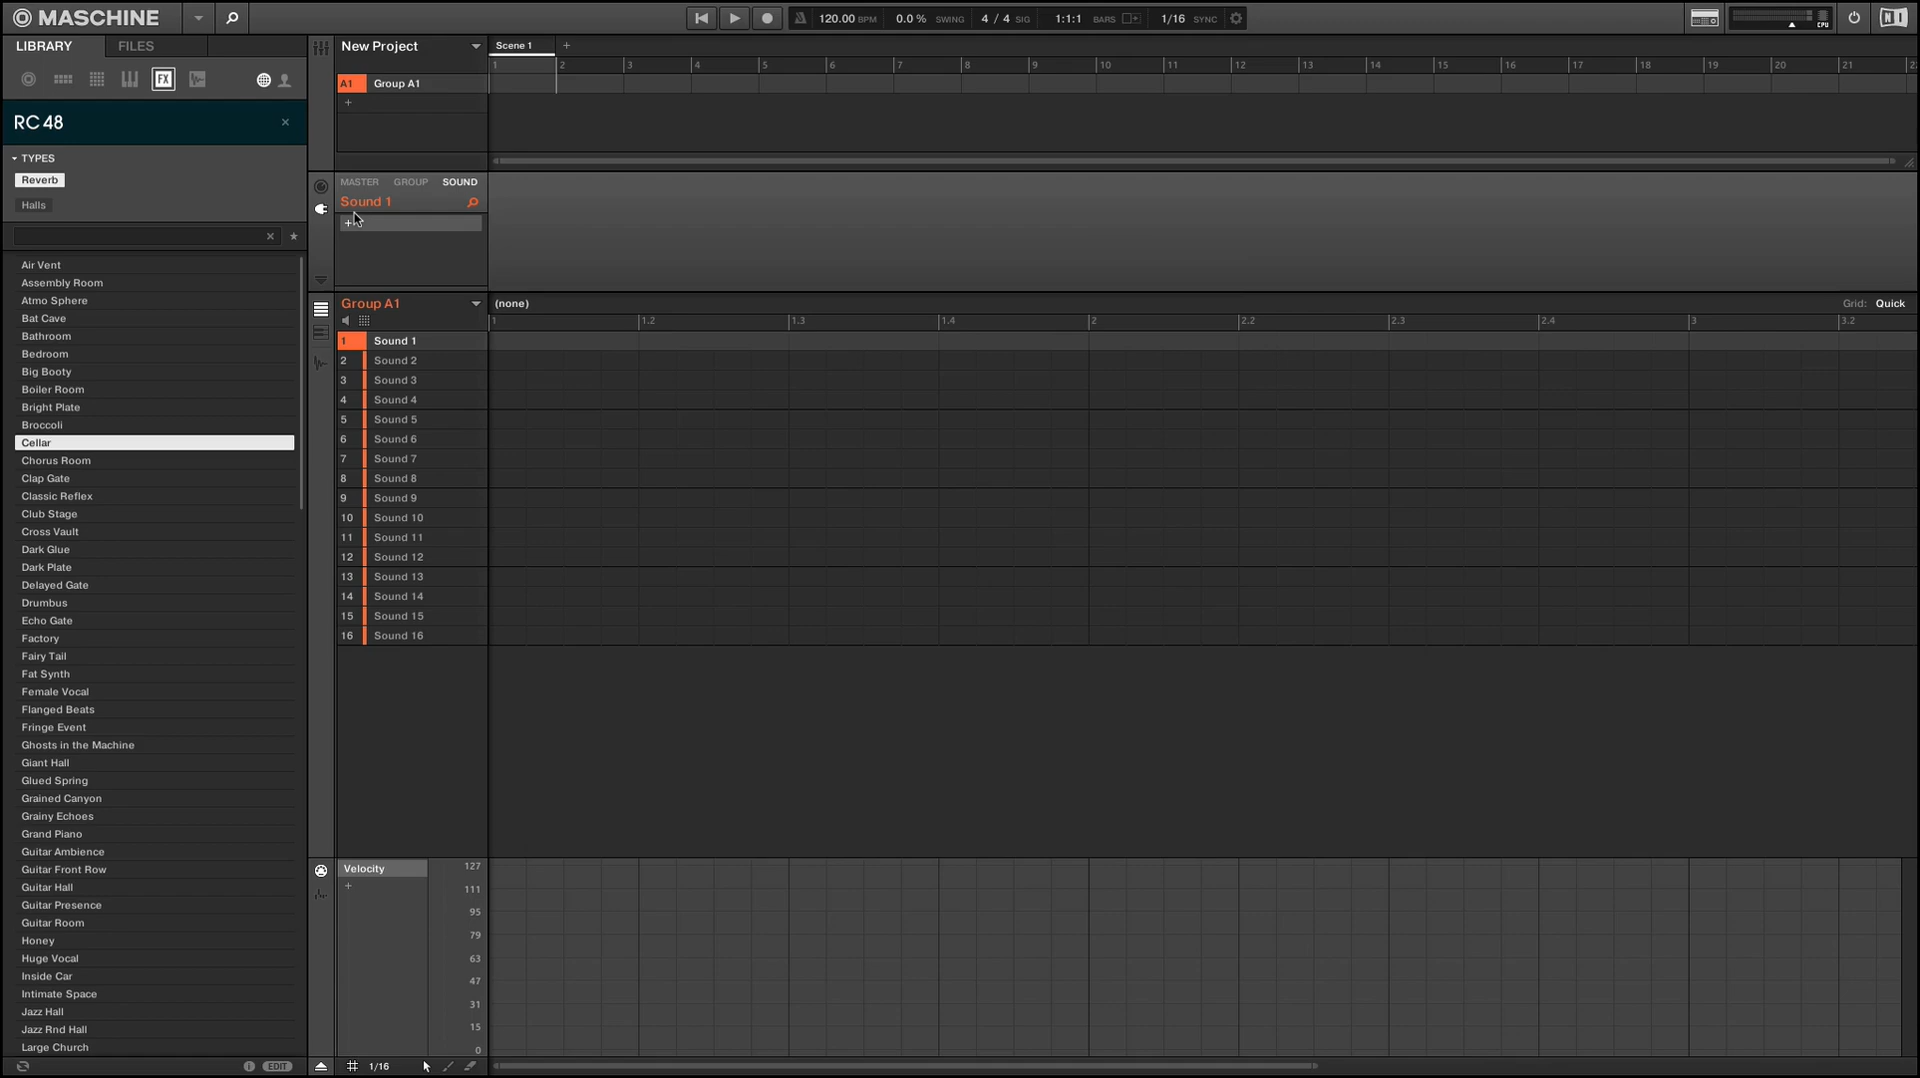 MASCHINE
120.00 BPM 0.0 % SWING 4 / 4 SIG 1:1:1 BARS 1/16 SYNC
CPU
LIBRARY FILES
FX
RC 48
TYPES
Reverb
Halls
Air Vent
Assembly Room
Atmo Sphere
Bat Cave
Bathroom
Bedroom
Big Booty
Boiler Room
Bright Plate
Broccoli
Cellar
Chorus Room
Clap Gate
Classic Reflex
Club Stage
Cross Vault
Dark Glue
Dark Plate
Delayed Gate
Drumbus
Echo Gate
Factory
Fairy Tail
Fat Synth
Female Vocal
Flanged Beats
Fringe Event
Ghosts in the Machine
Giant Hall
Glued Spring
Grained Canyon
Grainy Echoes
Grand Piano
Guitar Ambience
Guitar Front Row
Guitar Hall
Guitar Presence
Guitar Room
Honey
Huge Vocal
Inside Car
Intimate Space
Jazz Hall
Jazz Rnd Hall
Large Church
EDIT
New Project
A1 Group A1
+
Scene 1 +
1 2 3 4 5 6 7 8 9 10 11 12 13 14 15 16 17 18 19 20 21
MASTER GROUP SOUND
Sound 1
+
Group A1
(none)
Grid: Quick
1 1.2 1.3 1.4 2 2.2 2.3 2.4 3 3.2
1 Sound 1
2 Sound 2
3 Sound 3
4 Sound 4
5 Sound 5
6 Sound 6
7 Sound 7
8 Sound 8
9 Sound 9
10 Sound 10
11 Sound 11
12 Sound 12
13 Sound 13
14 Sound 14
15 Sound 15
16 Sound 16
Velocity
+
127
111
95
79
63
47
31
15
0
1/16